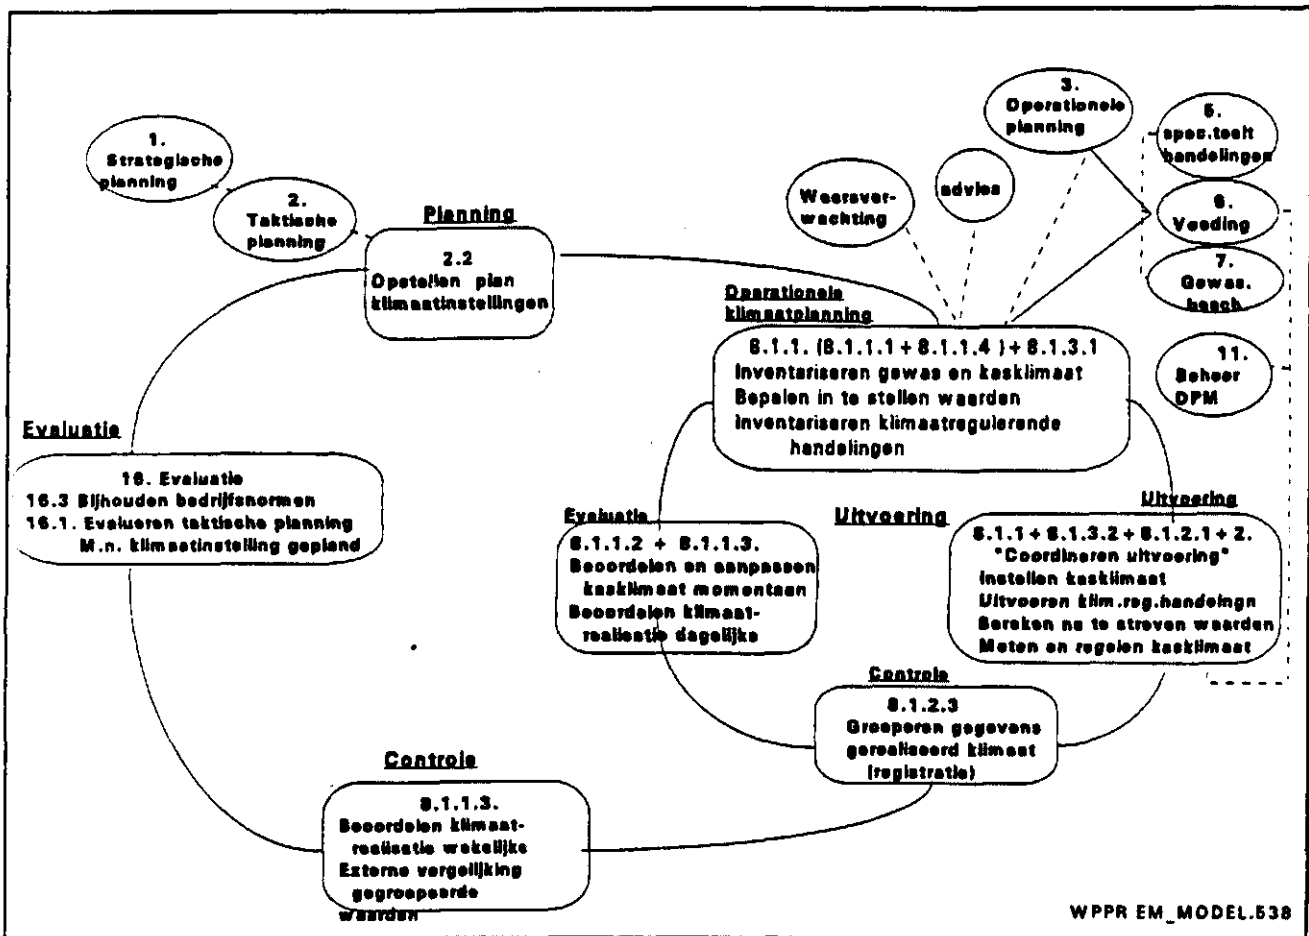 1.
Strategische
planning
2.
Taktische
planning
Planning
2.2
Opstellen plan
klimaatinstellingen
Weersver-
wachting
advies
3.
Operationele
planning
5.
spec.teelt
handelingen
6.
Voeding
7.
Gewas.
besch.
11.
Beheer
DPM
Operationele
klimaatplanning
8.1.1. (8.1.1.1 + 8.1.1.4 ) + 8.1.3.1
Inventariseren gewas en kasklimaat
Bepalen in te stellen waarden
Inventariseren klimaatregulerende
handelingen
Evaluatie
16. Evaluatie
16.3 Bijhouden bedrijfsnormen
16.1. Evalueren taktische planning
M.n. klimaatinstelling gepland
Evaluatie
8.1.1.2 + 8.1.1.3.
Beoordelen en aanpassen
kasklimaat momentaan
Beoordelen klimaat-
realisatie dagelijks
Uitvoering
Uitvoering
8.1.1 + 8.1.3.2 + 8.1.2.1 + 2.
"Coordineren uitvoering"
Instellen kasklimaat
Uitvoeren klim.reg.handelngn
Bereken na te streven waarden
Meten en regelen kasklimaat
Controle
8.1.2.3
Groeperen gegevens
gerealiseerd klimaat
(registratie)
Controle
8.1.1.3.
Beoordelen klimaat-
realisatie wekelijks
Externe vergelijking
gegroepeerde
waarden
WPPR EM_MODEL.538